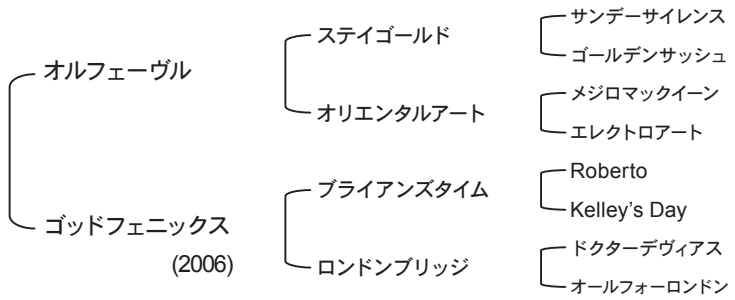 サンデーサイレンス
ステイゴールド
ゴールデンサッシュ
オルフェーヴル
メジロマックイーン
オリエンタルアート
エレクトロアート
Roberto
ブライアンズタイム
Kelley's Day
ゴッドフェニックス
(2006)
ドクターデヴィアス
ロンドンブリッジ
オールフォーロンドン